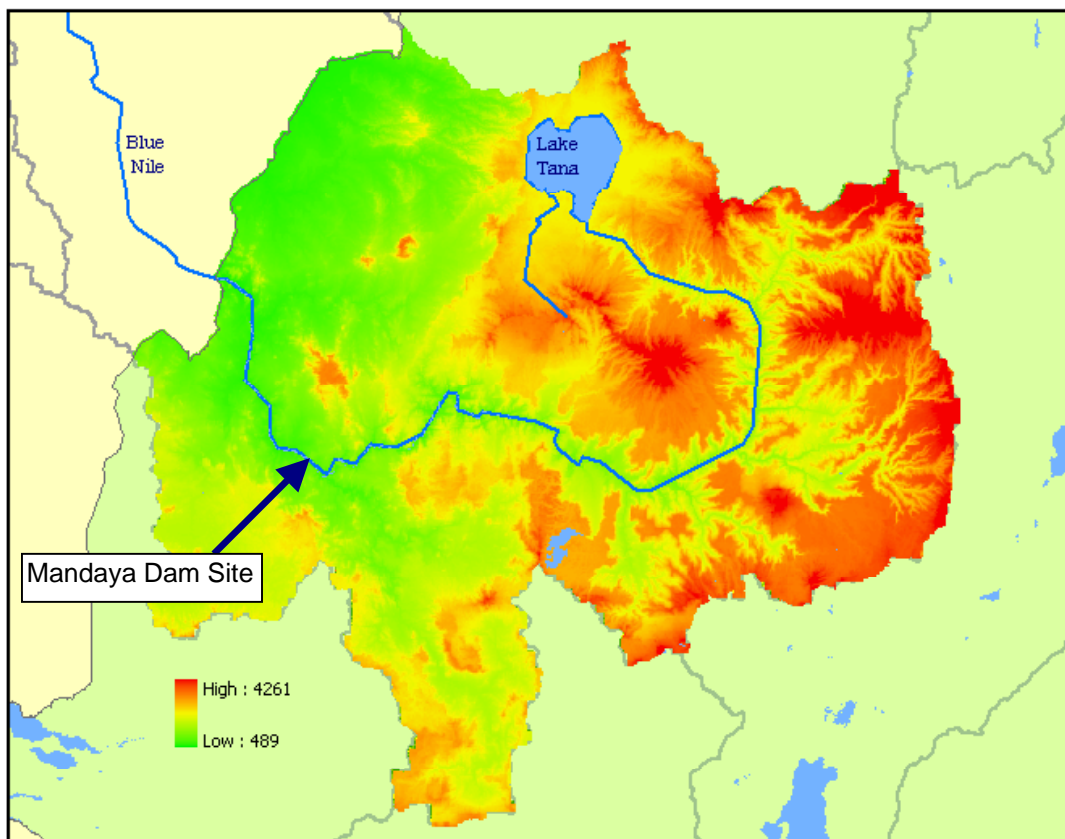 Blue
Nile
Lake
Tana
Mandaya Dam Site
High : 4261
Low : 489